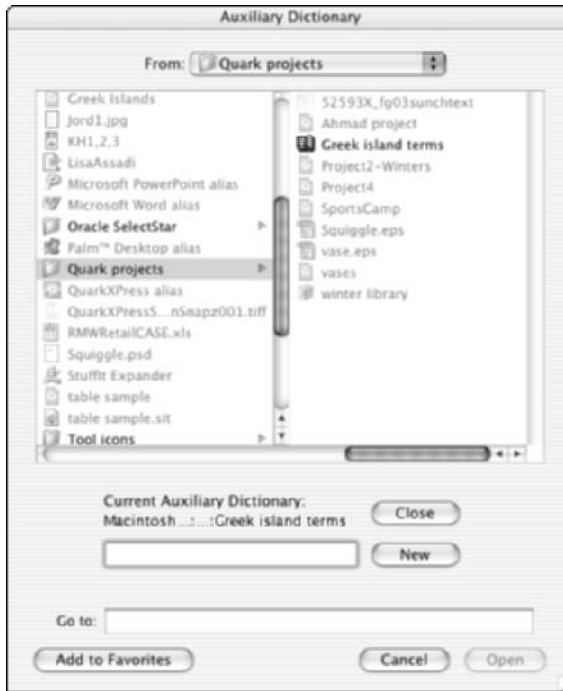 Auxiliary Dictionary
From: Quark projects
Greek Islands
Jord1.jpg
KH1,2,3
LisaAssadi
Microsoft PowerPoint alias
Microsoft Word alias
Oracle SelectStar
Palm™ Desktop alias
Quark projects
QuarkXPress alias
QuarkXPressS...nSnapz001.tiff
RMWRetailCASE.xls
Squiggle.psd
StuffIt Expander
table sample
table sample.sit
Tool icons
52593X_fg03sunchtext
Ahmad project
Greek island terms
Project2-Winters
Project4
SportsCamp
Squiggle.eps
vase.eps
vases
winter library
Current Auxiliary Dictionary:
Macintosh...:...:Greek island terms
Close
New
Go to:
Add to Favorites
Cancel
Open